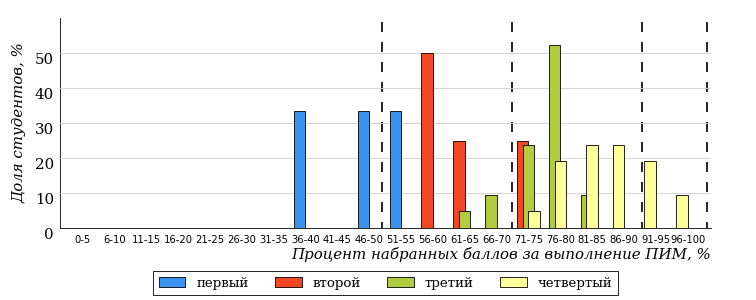 Доля студентов, %
50
40
30
20
10
0
0-5 6-10 11-15 16-20 21-25 26-30 31-35 36-40 41-45 46-50 51-55 56-60 61-65 66-70 71-75 76-80 81-85 86-90 91-95 96-100
Процент набранных баллов за выполнение ПИМ, %
первый второй третий четвертый